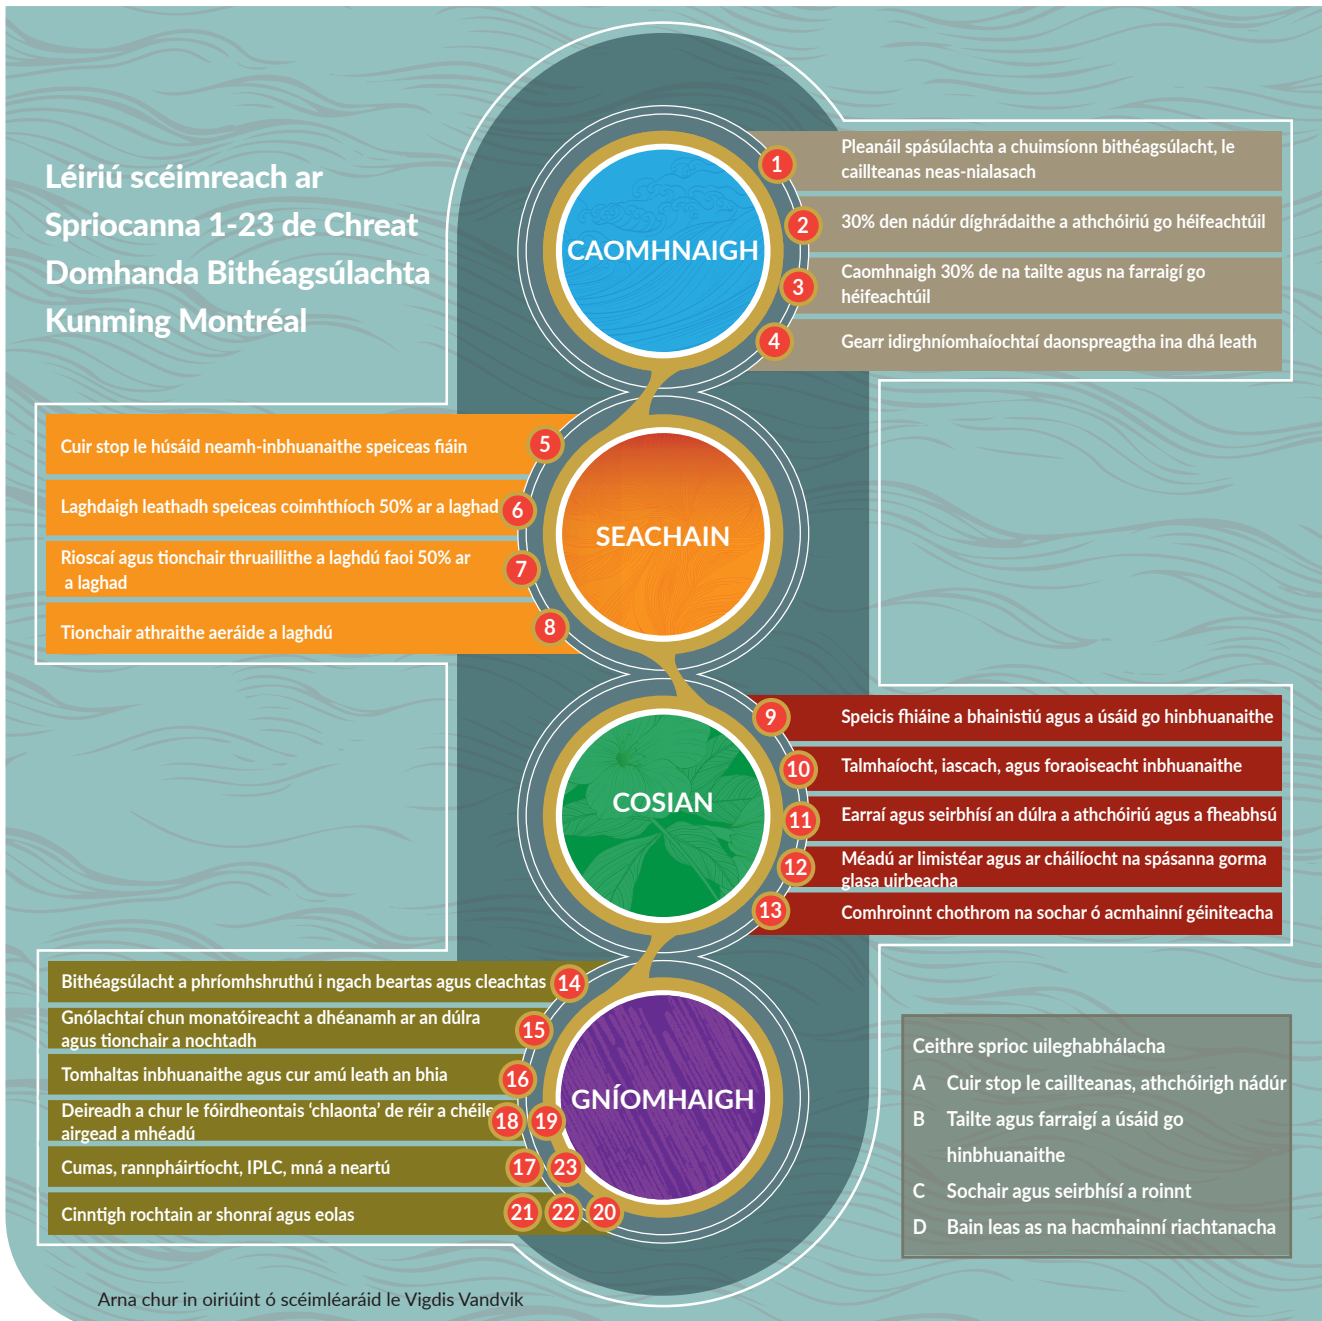 Léiriú scéimreach ar
Spriocanna 1-23 de Chreat
Domhanda Bithéagsúlachta
Kunming Montréal
CAOMHNAIGH
1
Pleanáil spásúlachta a chuimsíonn bithéagsúlacht, le
caillteanas neas-nialasach
2
30% den nádúr díghrádaithe a athchóiriú go héifeachtúil
3
Caomhnaigh 30% de na tailte agus na farraigí go
héifeachtúil
4
Gearr idirghníomhaíochtaí daonspreagtha ina dhá leath
SEACHAIN
Cuir stop le húsáid neamh-inbhuanaithe speiceas fiáin
5
Laghdaigh leathadh speiceas coimhthíoch 50% ar a laghad
6
Rioscaí agus tionchair thruaillithe a laghdú faoi 50% ar
a laghad
7
Tionchair athraithe aeráide a laghdú
8
COSIAN
9
Speicis fhiáine a bhainistiú agus a úsáid go hinbhuanaithe
10
Talmhaíocht, iascach, agus foraoiseacht inbhuanaithe
11
Earraí agus seirbhísí an dúlra a athchóiriú agus a fheabhsú
12
Méadú ar limistéar agus ar cháilíocht na spásanna gorma
glasa uirbeacha
13
Comhroinnt chothrom na sochar ó acmhainní géiniteacha
GNÍOMHAIGH
Bithéagsúlacht a phríomhshruthú i ngach beartas agus cleachtas
14
Gnólachtaí chun monatóireacht a dhéanamh ar an dúlra
agus tionchair a nochtadh
15
Tomhaltas inbhuanaithe agus cur amú leath an bhia
16
Deireadh a chur le fóirdheontais ‘chlaonta’ de réir a chéile
airgead a mhéadú
18 19
Cumas, rannpháirtíocht, IPLC, mná a neartú
17 23
Cinntigh rochtain ar shonraí agus eolas
21 22 20
Ceithre sprioc uileghabhálacha
A Cuir stop le caillteanas, athchóirigh nádúr
B Tailte agus farraigí a úsáid go
hinbhuanaithe
C Sochair agus seirbhísí a roinnt
D Bain leas as na hacmhainní riachtanacha
Arna chur in oiriúint ó scéimléaráid le Vigdis Vandvik